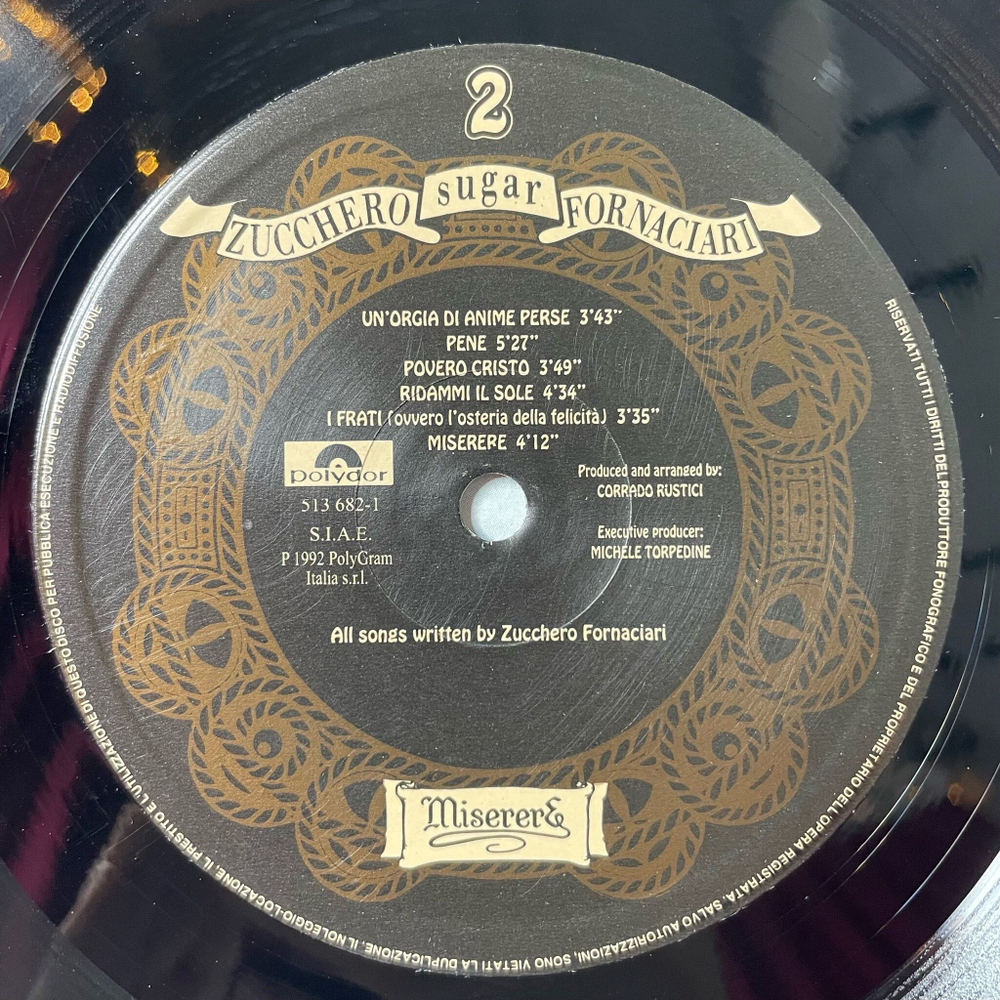 2
ZUCCHERO sugar FORNACIARI
UN'ORGIA DI ANIME PERSE 3'43"
PENE 5'27"
POVERO CRISTO 3'49"
RIDAMMI IL SOLE 4'34"
I FRATI (ovvero l'osteria della felicità) 3'35"
MISERERE 4'12"
polydor
513 682-1
S.I.A.E.
P 1992 PolyGram
Italia s.r.l.
Produced and arranged by:
CORRADO RUSTICI
Executive producer:
MICHELE TORPEDINE
All songs written by Zucchero Fornaciari
Miserere
RISERVATI TUTTI I DIRITTI DEL PRODUTTORE FONOGRAFICO E DEL PROPRIETARIO DELL'OPERA REGISTRATA. SALVO AUTORIZZAZIONI, SONO VIETATI LA DUPLICAZIONE, IL NOLEGGIO-LOCAZIONE, IL PRESTITO E L'UTILIZZAZIONE DI QUESTO DISCO PER PUBBLICA ESECUZIONE E RADIODIFFUSIONE